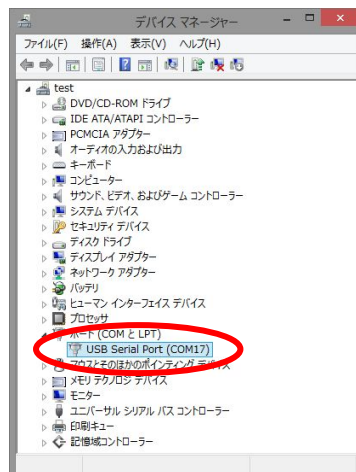 デバイス マネージャー
ファイル(F) 操作(A) 表示(V) ヘルプ(H)
test
DVD/CD-ROM ドライブ
IDE ATA/ATAPI コントローラー
PCMCIA アダプター
オーディオの入力および出力
キーボード
コンピューター
サウンド、ビデオ、およびゲーム コントローラー
システム デバイス
セキュリティ デバイス
ディスク ドライブ
ディスプレイ アダプター
ネットワーク アダプター
バッテリ
ヒューマン インターフェイス デバイス
プロセッサ
ポート (COM と LPT)
USB Serial Port (COM17)
マウスとそのほかのポインティング デバイス
メモリ テクノロジ デバイス
モニター
ユニバーサル シリアル バス コントローラー
印刷キュー
記憶域コントローラー